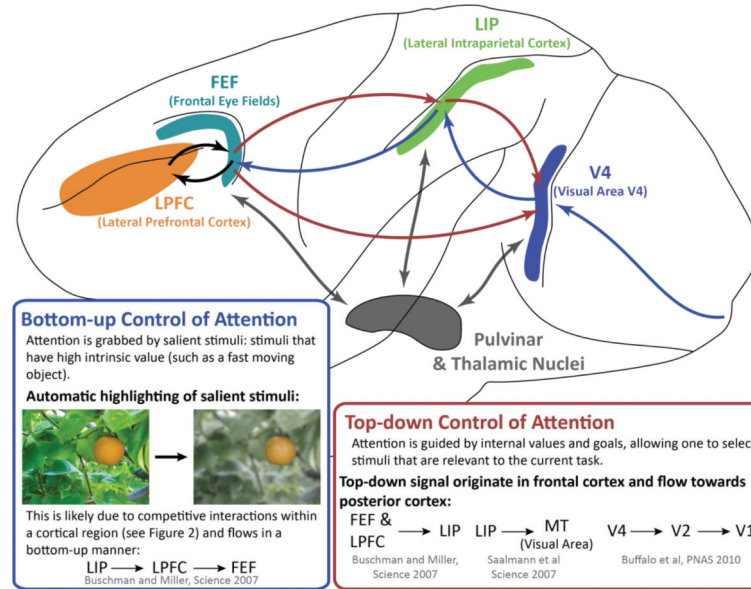 LIP
(Lateral Intraparietal Cortex)
FEF
(Frontal Eye Fields)
V4
(Visual Area V4)
LPFC
(Lateral Prefrontal Cortex)
Pulvinar
& Thalamic Nuclei
Bottom-up Control of Attention
Attention is grabbed by salient stimuli: stimuli that
have high intrinsic value (such as a fast moving
object).
Automatic highlighting of salient stimuli:
This is likely due to competitive interactions within
a cortical region (see Figure 2) and flows in a
bottom-up manner:
LIP → LPFC → FEF
Buschman and Miller, Science 2007
Top-down Control of Attention
Attention is guided by internal values and goals, allowing one to selec
stimuli that are relevant to the current task.
Top-down signal originate in frontal cortex and flow towards
posterior cortex:
FEF &
LPFC → LIP
Buschman and Miller,
Science 2007
LIP → MT
(Visual Area)
Saalmann et al
Science 2007
V4 → V2 → V1
Buffalo et al, PNAS 2010